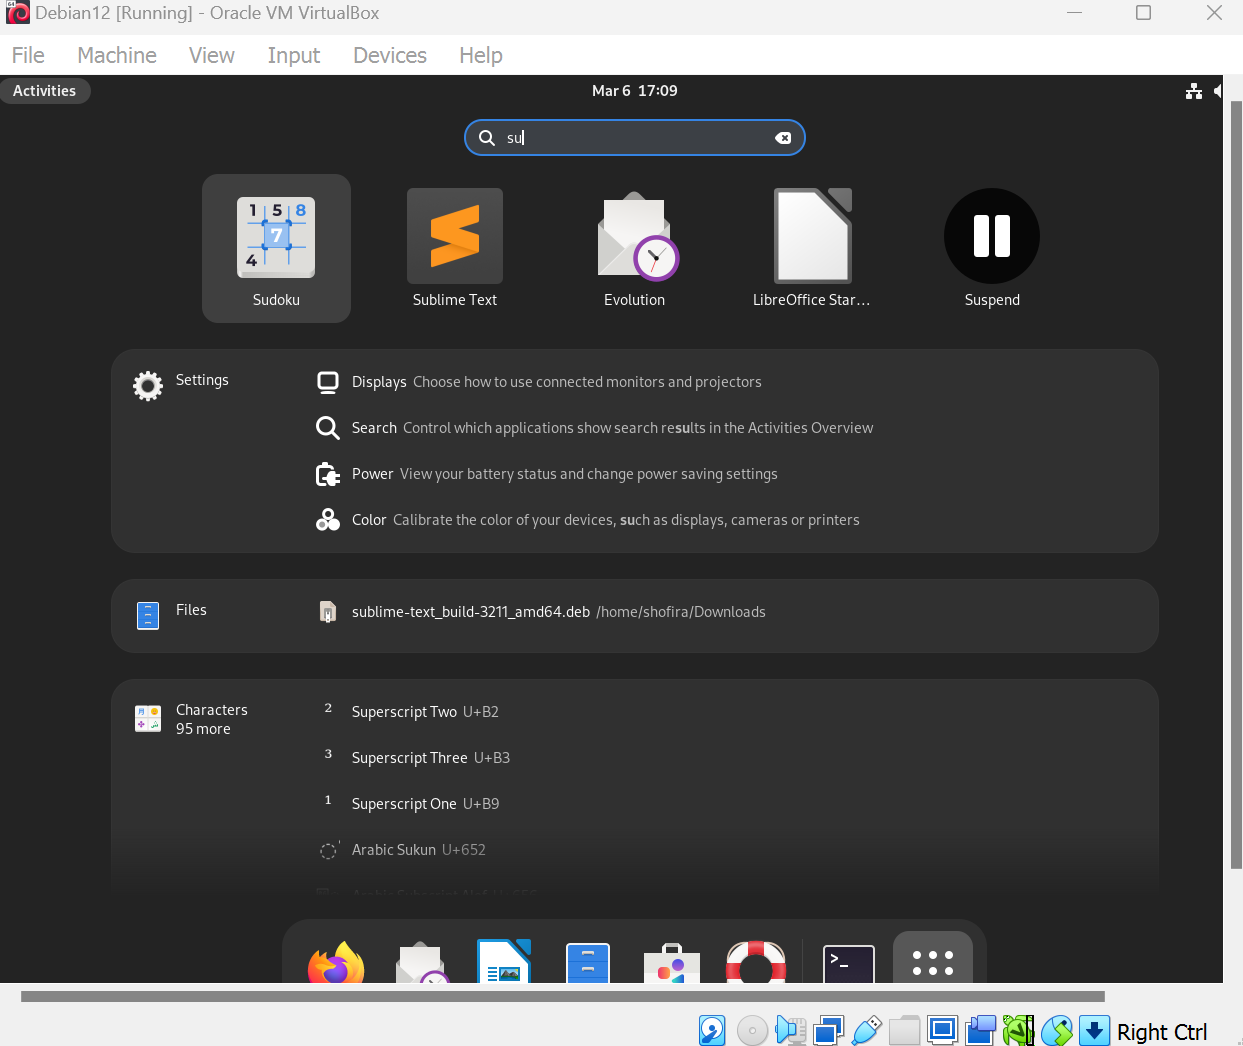 Debian12 [Running] - Oracle VM VirtualBox
File Machine View Input Devices Help
Activities
Mar 6 17:09
su
1 5 8
7
4
Sudoku
Sublime Text
Evolution
LibreOffice Star...
Suspend
Settings
Displays Choose how to use connected monitors and projectors
Search Control which applications show search results in the Activities Overview
Power View your battery status and change power saving settings
Color Calibrate the color of your devices, such as displays, cameras or printers
Files
sublime-text_build-3211_amd64.deb /home/shofira/Downloads
Characters
95 more
2 Superscript Two U+B2
3 Superscript Three U+B3
1 Superscript One U+B9
Arabic Sukun U+652
>_
Right Ctrl